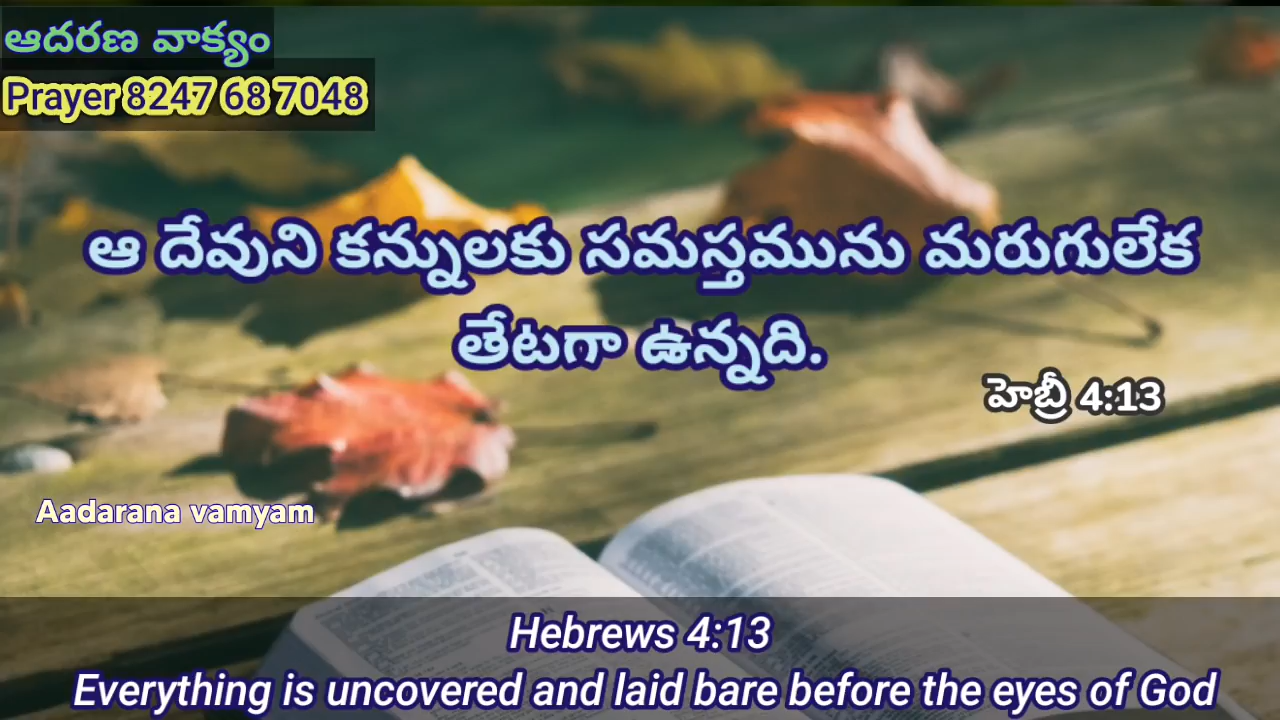 ఆదరణ వాక్యం
Prayer 8247 68 7048
ఆ దేవుని కన్నులకు సమస్తమును మరుగులేక
తేటగా ఉన్నది.
హెబ్రీ 4:13
Aadarana vamyam
Hebrews 4:13
Everything is uncovered and laid bare before the eyes of God